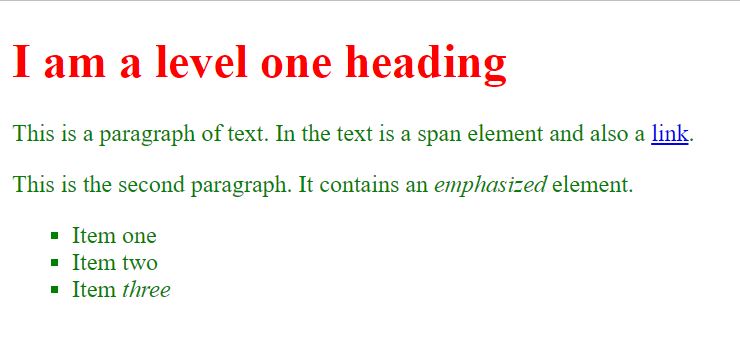 I am a level one heading
This is a paragraph of text. In the text is a span element and also a link.
This is the second paragraph. It contains an emphasized element.
Item one
Item two
Item three